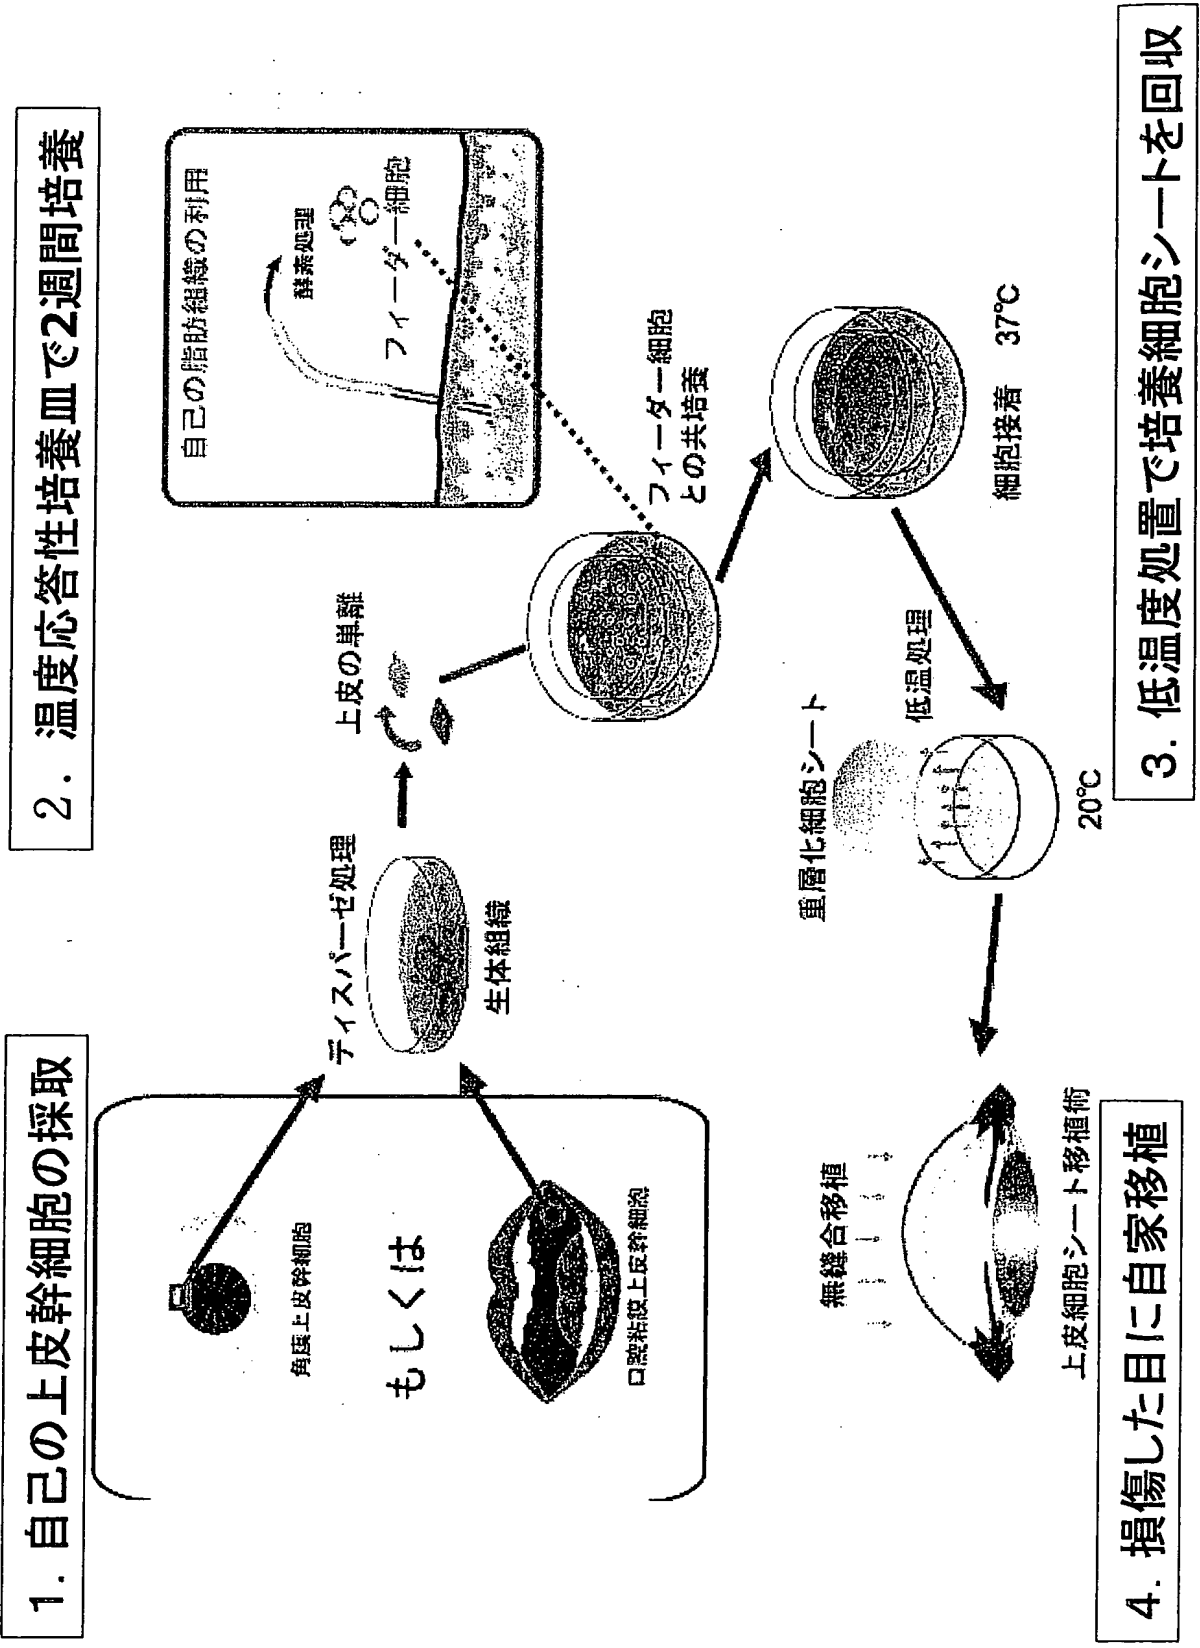 1. 自己の上皮幹細胞の採取
角膜上皮幹細胞
もしくは
口腔粘膜上皮幹細胞
ディスパーゼ処理
生体組織
2. 温度応答性培養皿で2週間培養
上皮の単離
自己の脂肪組織の利用
酵素処理
フィーダー細胞
フィーダー細胞
との共培養
細胞接着 37℃
3. 低温度処置で培養細胞シートを回収
低温処理
重層化細胞シート
20℃
4. 損傷した目に自家移植
無縫合移植
上皮細胞シート移植術